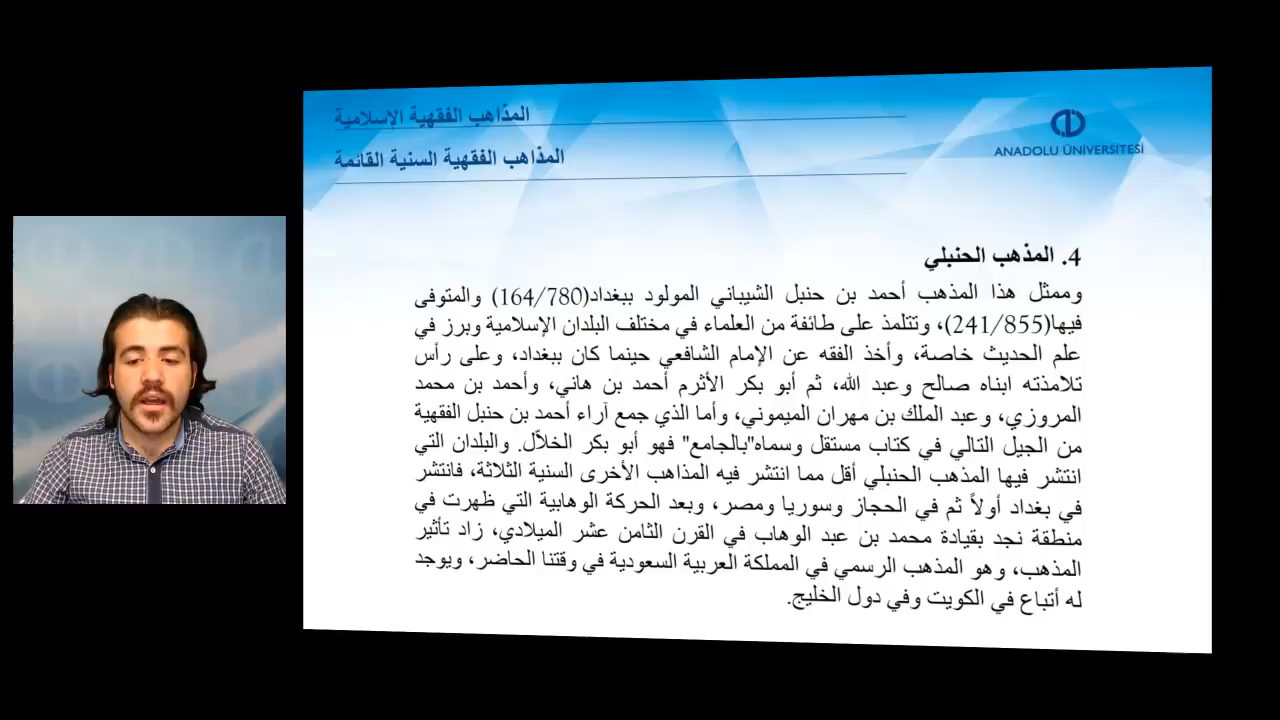 المذاهب الفقهية الإسلامية
المذاهب الفقهية السنية القائمة
ANADOLU ÜNİVERSİTESİ
4. المذهب الحنبلي
وممثل هذا المذهب أحمد بن حنبل الشيباني المولود ببغداد(164/780) والمتوفى
فيها(241/855)، وتتلمذ على طائفة من العلماء في مختلف البلدان الإسلامية وبرز في
علم الحديث خاصة، وأخذ الفقه عن الإمام الشافعي حينما كان ببغداد، وعلى رأس
تلامذته ابناه صالح وعبد الله، ثم أبو بكر الأثرم أحمد بن هاني، وأحمد بن محمد
المروزي، وعبد الملك بن مهران الميموني، وأما الذي جمع آراء أحمد بن حنبل الفقهية
من الجيل التالي في كتاب مستقل وسماه"بالجامع" فهو أبو بكر الخلاّل. والبلدان التي
انتشر فيها المذهب الحنبلي أقل مما انتشر فيه المذاهب الأخرى السنية الثلاثة، فانتشر
في بغداد أولاً ثم في الحجاز وسوريا ومصر، وبعد الحركة الوهابية التي ظهرت في
منطقة نجد بقيادة محمد بن عبد الوهاب في القرن الثامن عشر الميلادي، زاد تأثير
المذهب، وهو المذهب الرسمي في المملكة العربية السعودية في وقتنا الحاضر، ويوجد
له أتباع في الكويت وفي دول الخليج.